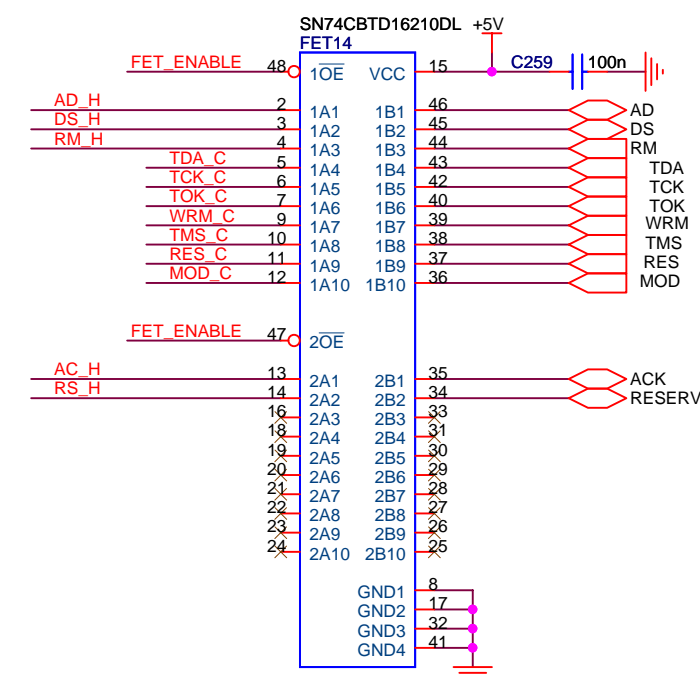 SN74CBTD16210DL +5V
FET14
FET_ENABLE 48 1OE VCC 15 C259 100n
AD_H 2 1A1 1B1 46 AD
DS_H 3 1A2 1B2 45 DS
RM_H 4 1A3 1B3 44 RM
TDA_C 5 1A4 1B4 43 TDA
TCK_C 6 1A5 1B5 42 TCK
TOK_C 7 1A6 1B6 40 TOK
WRM_C 9 1A7 1B7 39 WRM
TMS_C 10 1A8 1B8 38 TMS
RES_C 11 1A9 1B9 37 RES
MOD_C 12 1A10 1B10 36 MOD
FET_ENABLE 47 2OE
AC_H 13 2A1 2B1 35 ACK
RS_H 14 2A2 2B2 34 RESERV
16 2A3 2B3 33
18 2A4 2B4 31
19 2A5 2B5 30
20 2A6 2B6 29
21 2A7 2B7 28
22 2A8 2B8 27
23 2A9 2B9 26
24 2A10 2B10 25
GND1 8
GND2 17
GND3 32
GND4 41